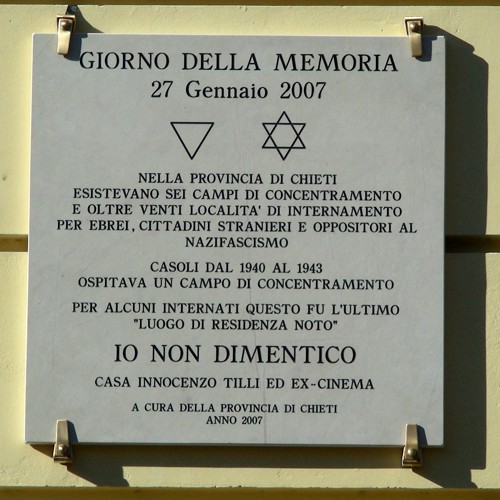 GIORNO DELLA MEMORIA
27 Gennaio 2007
NELLA PROVINCIA DI CHIETI
ESISTEVANO SEI CAMPI DI CONCENTRAMENTO
E OLTRE VENTI LOCALITA' DI INTERNAMENTO
PER EBREI, CITTADINI STRANIERI E OPPOSITORI AL
NAZIFASCISMO
CASOLI DAL 1940 AL 1943
OSPITAVA UN CAMPO DI CONCENTRAMENTO
PER ALCUNI INTERNATI QUESTO FU L'ULTIMO
"LUOGO DI RESIDENZA NOTO"
IO NON DIMENTICO
CASA INNOCENZO TILLI ED EX-CINEMA
A CURA DELLA PROVINCIA DI CHIETI
ANNO 2007